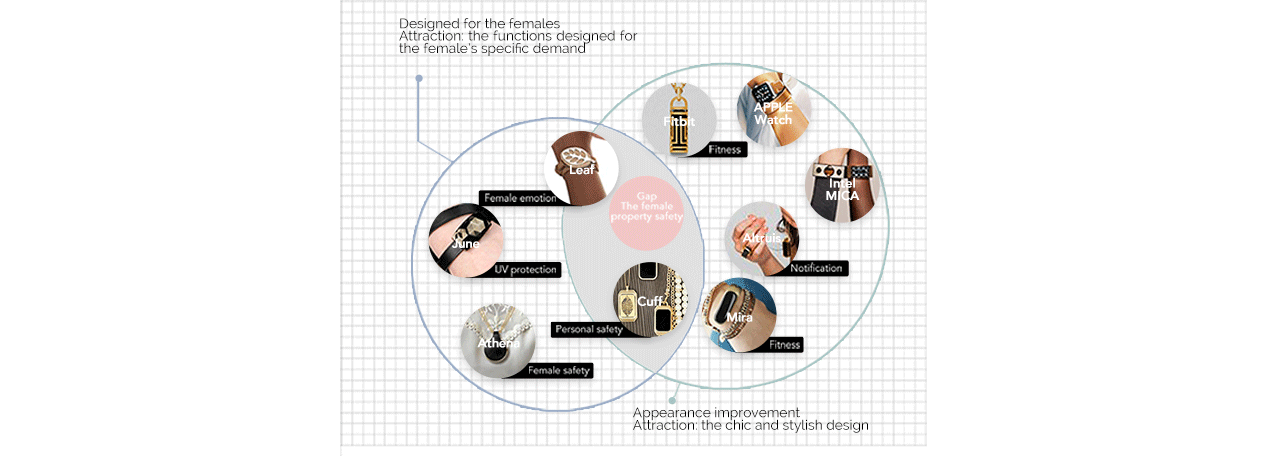 Designed for the females
Attraction: the functions designed for
the female's specific demand
APPLE
Watch
Fitbit
Fitness
Leaf
Female emotion
Intel
MICA
Gap
The female
property safety
June
UV protection
Altruis
Notification
Cuff
Personal safety
Mira
Fitness
Athena
Female safety
Appearance improvement
Attraction: the chic and stylish design